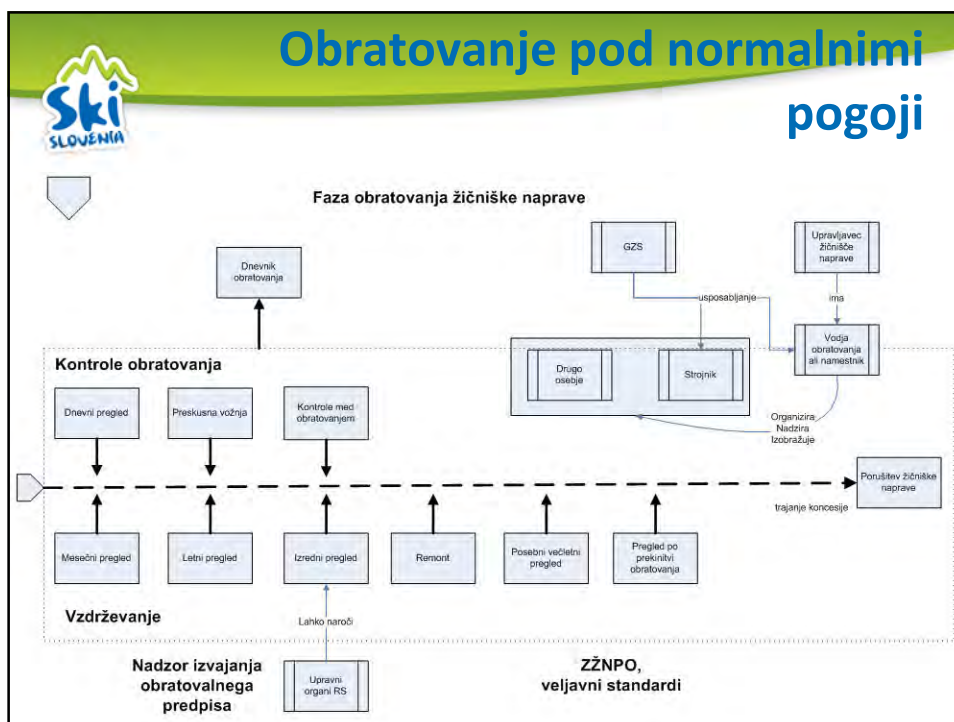 Obratovanje pod normalnimi
pogoji
Ski
SLOVENIA
Faza obratovanja žičniške naprave
GZS
Upravljavec
žičnišče
naprave
Dnevnik
obratovanja
usposabljanje
ima
Vodja
obratovanja
ali namestnik
Kontrole obratovanja
Drugo
osebje
Strojnik
Dnevni pregled
Preskusna vožnja
Kontrole med
obratovanjem
Organizira
Nadzira
Izobražuje
Porušitev žičniške
naprave
trajanje koncesije
Mesečni pregled
Letni pregled
Izredni pregled
Remont
Posebni večletni
pregled
Pregled po
prekinitvi
obratovanja
Vzdrževanje
Lahko naroči
Nadzor izvajanja
obratovalnega
predpisa
Upravni
organi RS
ZŽNPO,
veljavni standardi